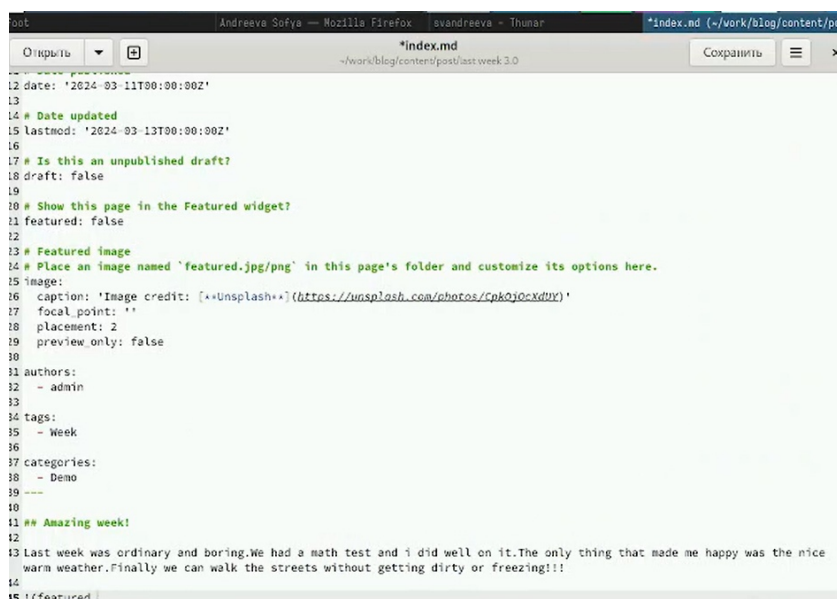 oot Andreeva Sofya — Mozilla Firefox svandreeva - Thunar *index.md (~/work/blog/content/po
Открыть *index.md Сохранить
~/work/blog/content/post/last week 3.0
12 date: '2024-03-11T00:00:00Z'
13
14 # Date updated
15 lastmod: '2024-03-13T00:00:00Z'
16
17 # Is this an unpublished draft?
18 draft: false
19
20 # Show this page in the Featured widget?
21 featured: false
22
23 # Featured image
24 # Place an image named `featured.jpg/png` in this page's folder and customize its options here.
25 image:
26 caption: 'Image credit: [**Unsplash**](https://unsplash.com/photos/CpkOjOcXdUY)'
27 focal_point: ''
28 placement: 2
29 preview_only: false
30
31 authors:
32 - admin
33
34 tags:
35 - Week
36
37 categories:
38 - Demo
39 ---
40
41 ## Amazing week!
42
43 Last week was ordinary and boring.We had a math test and i did well on it.The only thing that made me happy was the nice
warm weather.Finally we can walk the streets without getting dirty or freezing!!!
44
45 !(featured